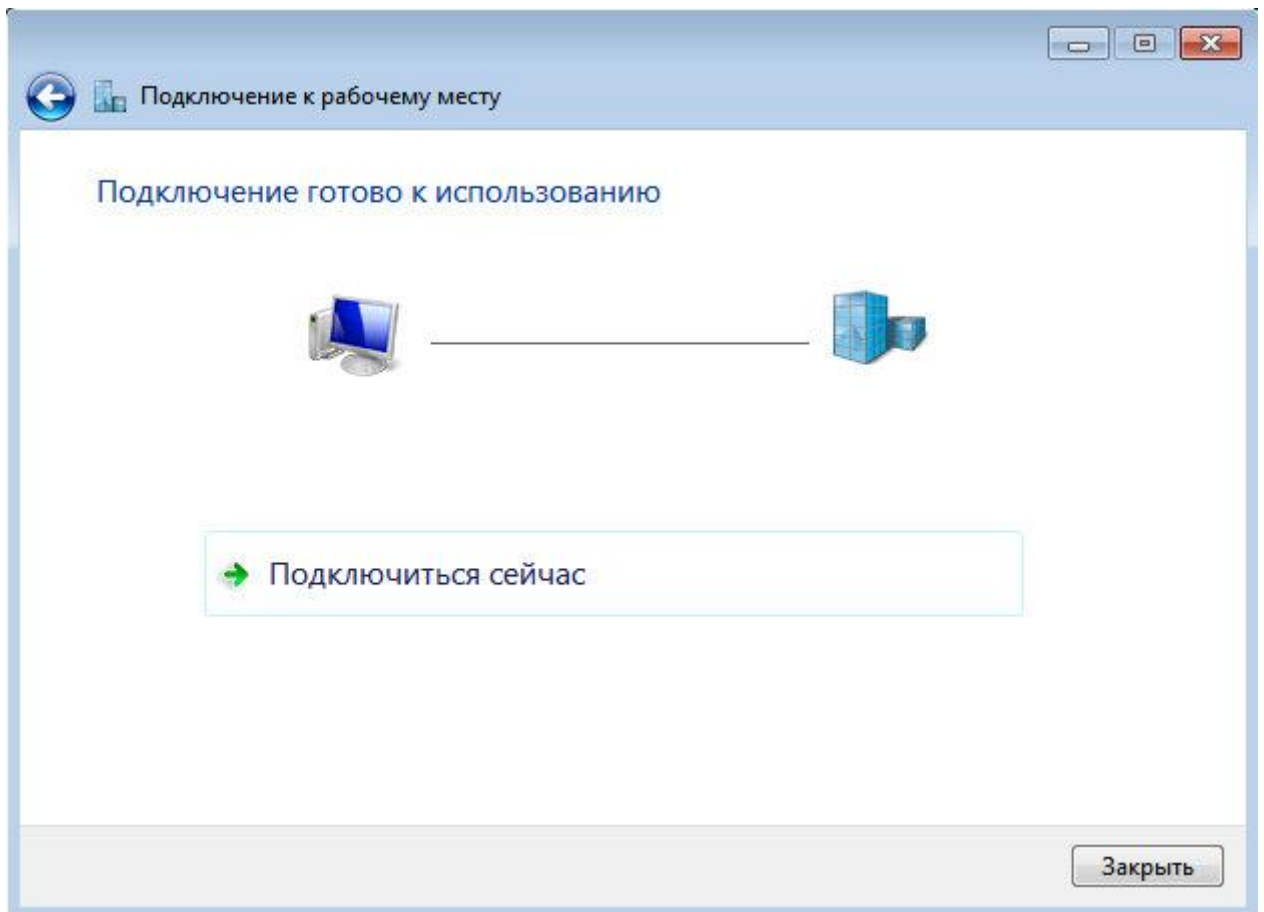 Подключение к рабочему месту
Подключение готово к использованию
Подключиться сейчас
Закрыть